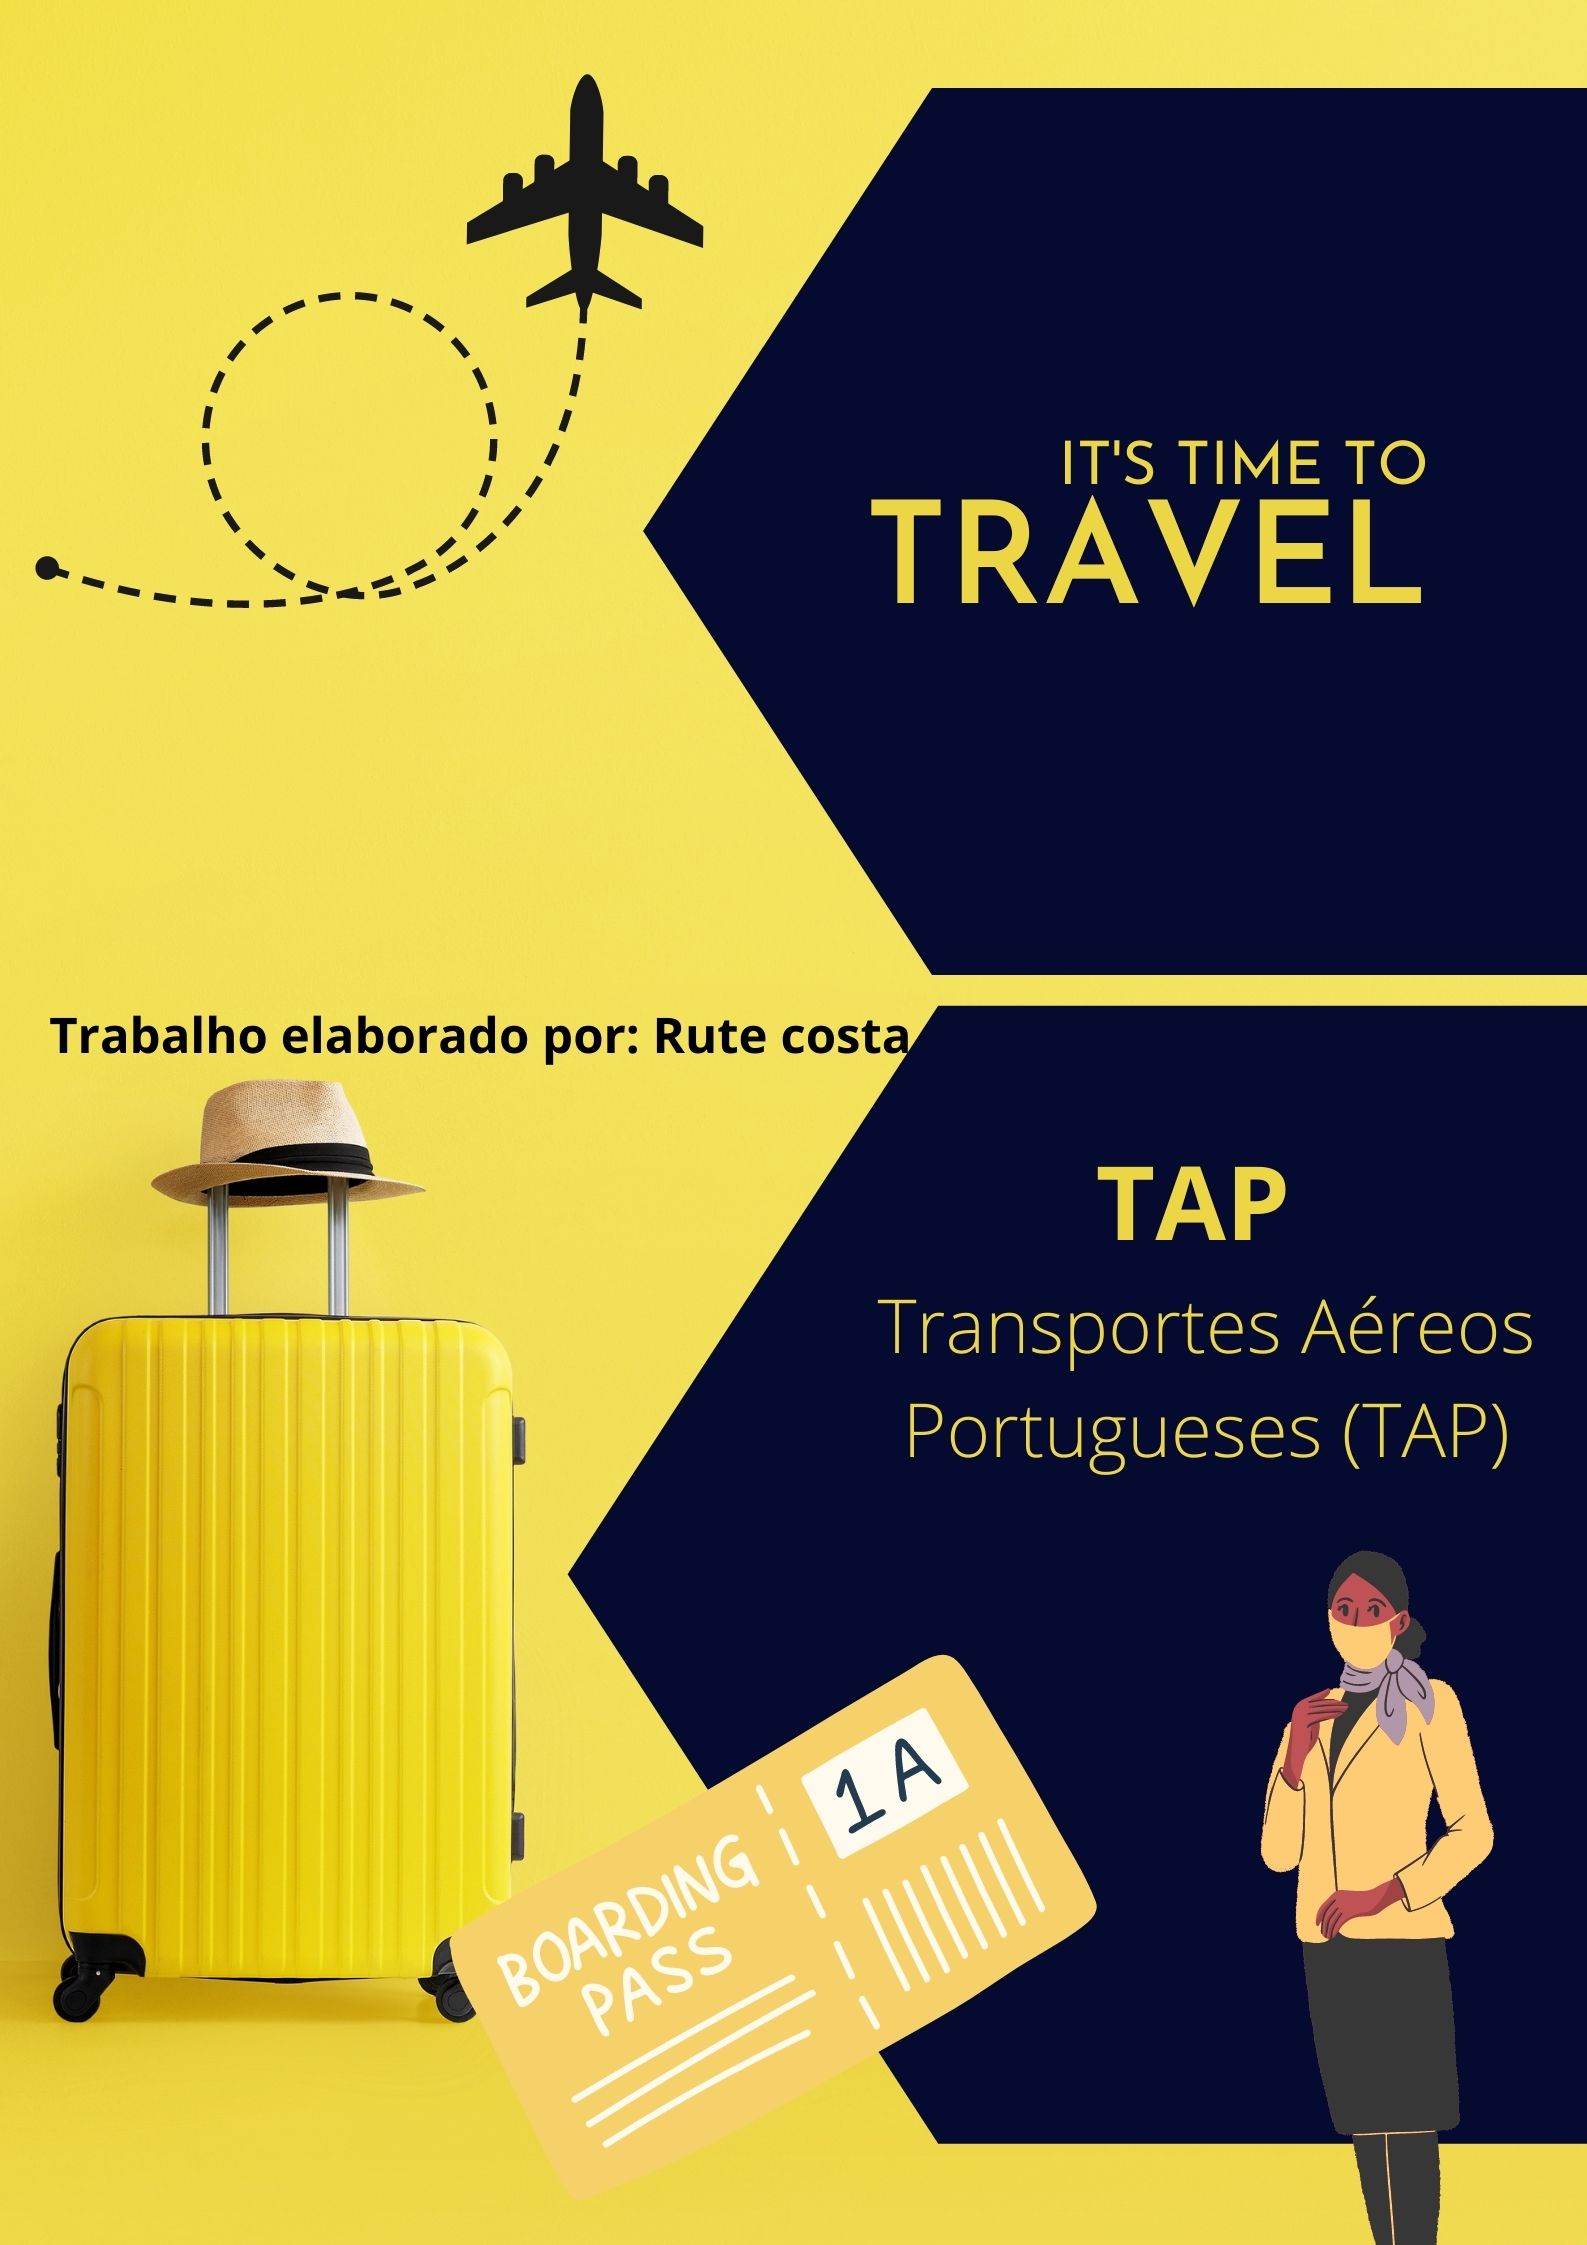 IT'S TIME TO
TRAVEL
Trabalho elaborado por: Rute costa
TAP
Transportes Aéreos
Portugueses (TAP)
1A
BOARDING
PASS